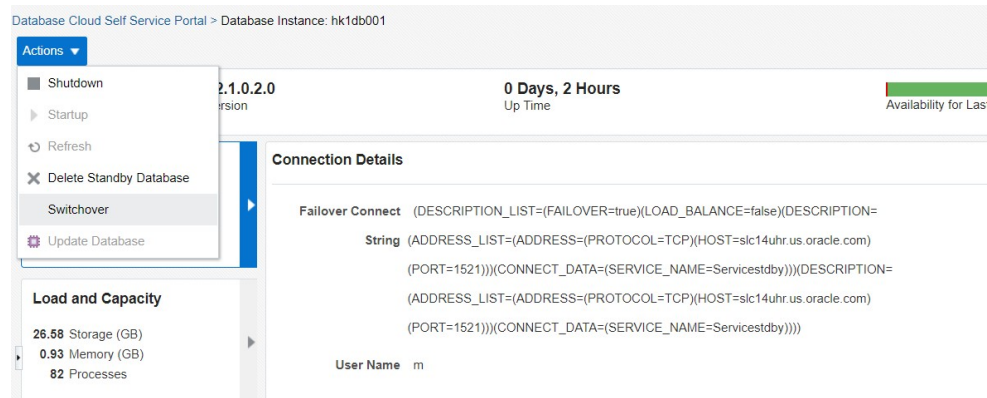 Database Cloud Self Service Portal > Database Instance: hk1db001
Actions
Shutdown
Startup
Refresh
Delete Standby Database
Switchover
Update Database
2.1.0.2.0
0 Days, 2 Hours
Up Time
Availability for Las
Connection Details
Failover Connect (DESCRIPTION_LIST=(FAILOVER=true)(LOAD_BALANCE=false)(DESCRIPTION=
String (ADDRESS_LIST=(ADDRESS=(PROTOCOL=TCP)(HOST=slc14uhr.us.oracle.com)
(PORT=1521)))(CONNECT_DATA=(SERVICE_NAME=Servicestdby)))(DESCRIPTION=
(ADDRESS_LIST=(ADDRESS=(PROTOCOL=TCP)(HOST=slc14uhr.us.oracle.com)
(PORT=1521)))(CONNECT_DATA=(SERVICE_NAME=Servicestdby))))
User Name m
Load and Capacity
26.58 Storage (GB)
0.93 Memory (GB)
82 Processes